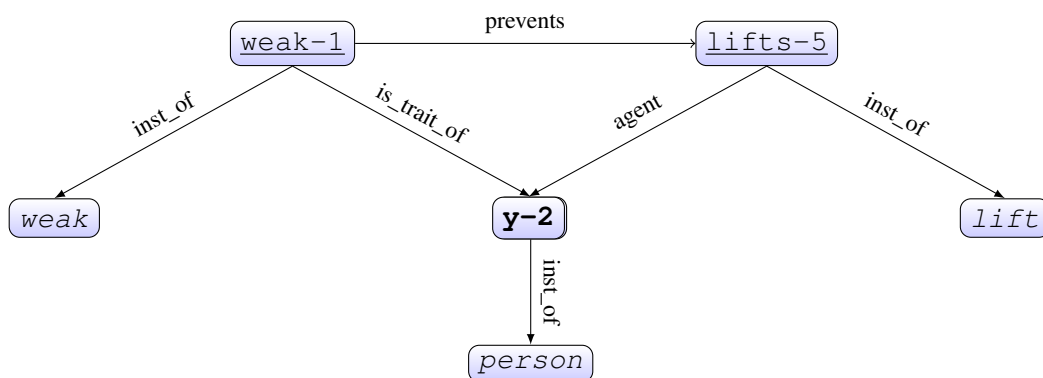 prevents
weak-1
lifts-5
inst_of
is_trait_of
agent
inst_of
weak
y-2
lift
inst_of
person